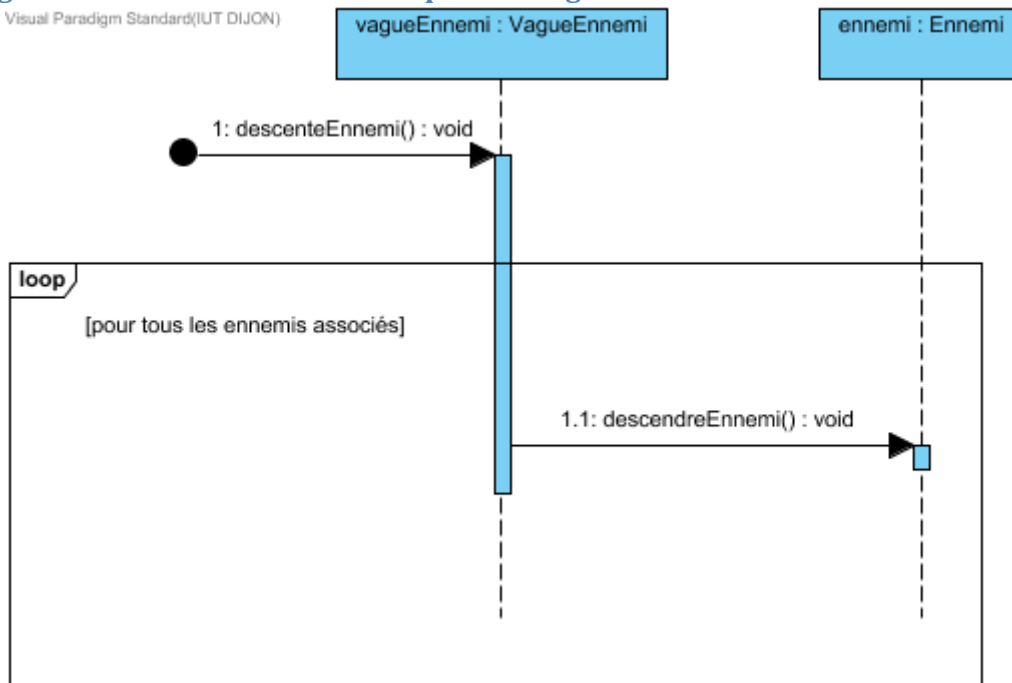 Visual Paradigm Standard(IUT DIJON)
vagueEnnemi : VagueEnnemi
ennemi : Ennemi
1: descenteEnnemi() : void
loop
[pour tous les ennemis associés]
1.1: descendreEnnemi() : void